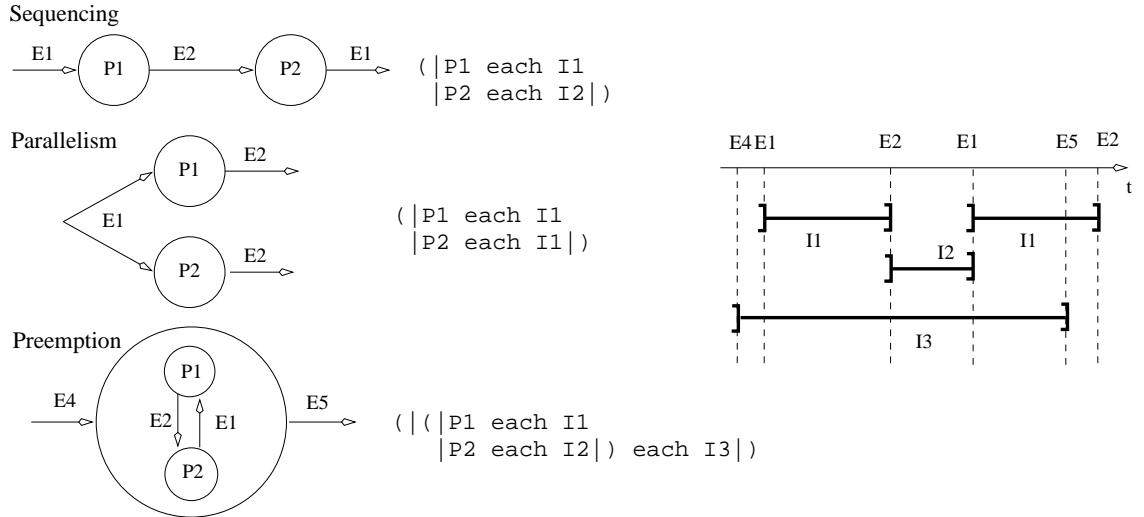 Sequencing
E1 P1 E2 P2 E1
(|P1 each I1
|P2 each I2|)
Parallelism
P1 E2
E1
P2 E2
(|P1 each I1
|P2 each I1|)
Preemption
E4 P1 E2 E1 P2 E5
(|(|P1 each I1
|P2 each I2|) each I3|)
E4 E1 E2 E1 E5 E2
t
I1 I1
I2
I3